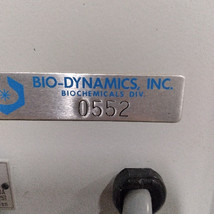 BIO-DYNAMICS, INC.
BIOCHEMICALS DIV.
0552